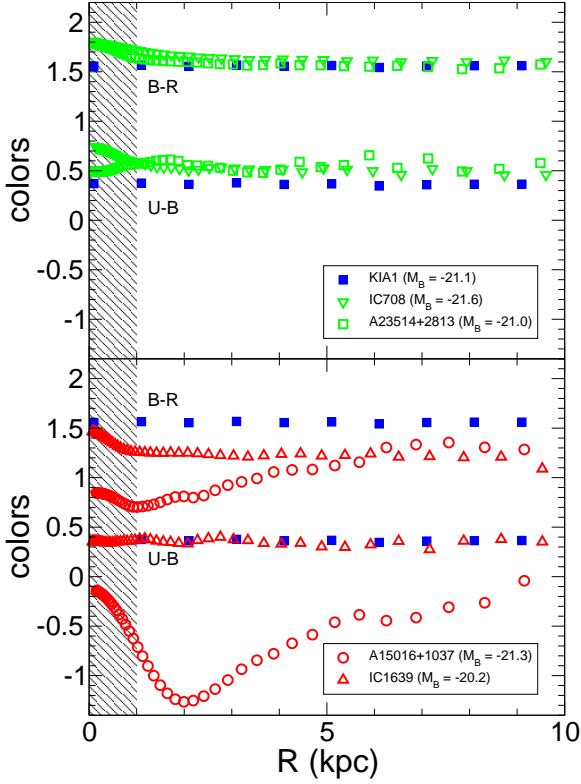 2
1.5
1
0.5
0
-0.5
-1
colors
B-R
U-B
KIA1 (M_B = -21.1)
IC708 (M_B = -21.6)
A23514+2813 (M_B = -21.0)
2
1.5
1
0.5
0
-0.5
-1
colors
B-R
U-B
A15016+1037 (M_B = -21.3)
IC1639 (M_B = -20.2)
0
5
10
R (kpc)